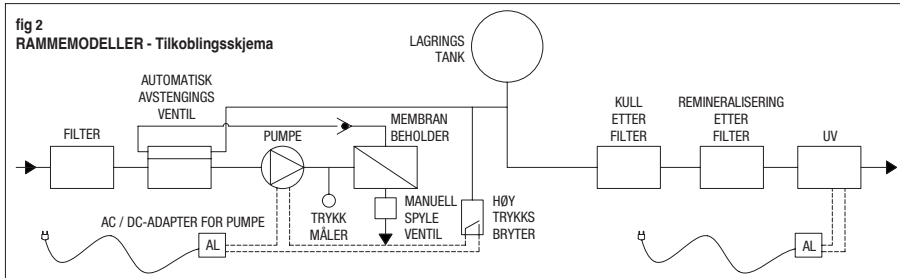 fig 2
RAMMEMODELLER - Tilkoblingsskjema
LAGRINGS
TANK
AUTOMATISK
AVSTENGINGS
VENTIL
FILTER
PUMPE
MEMBRAN
BEHOLDER
KULL
ETTER
FILTER
REMINERALISERING
ETTER
FILTER
UV
TRYKK
MÅLER
MANUELL
SPYLE
VENTIL
HØY
TRYKKS
BRYTER
AC / DC-ADAPTER FOR PUMPE
AL
AL